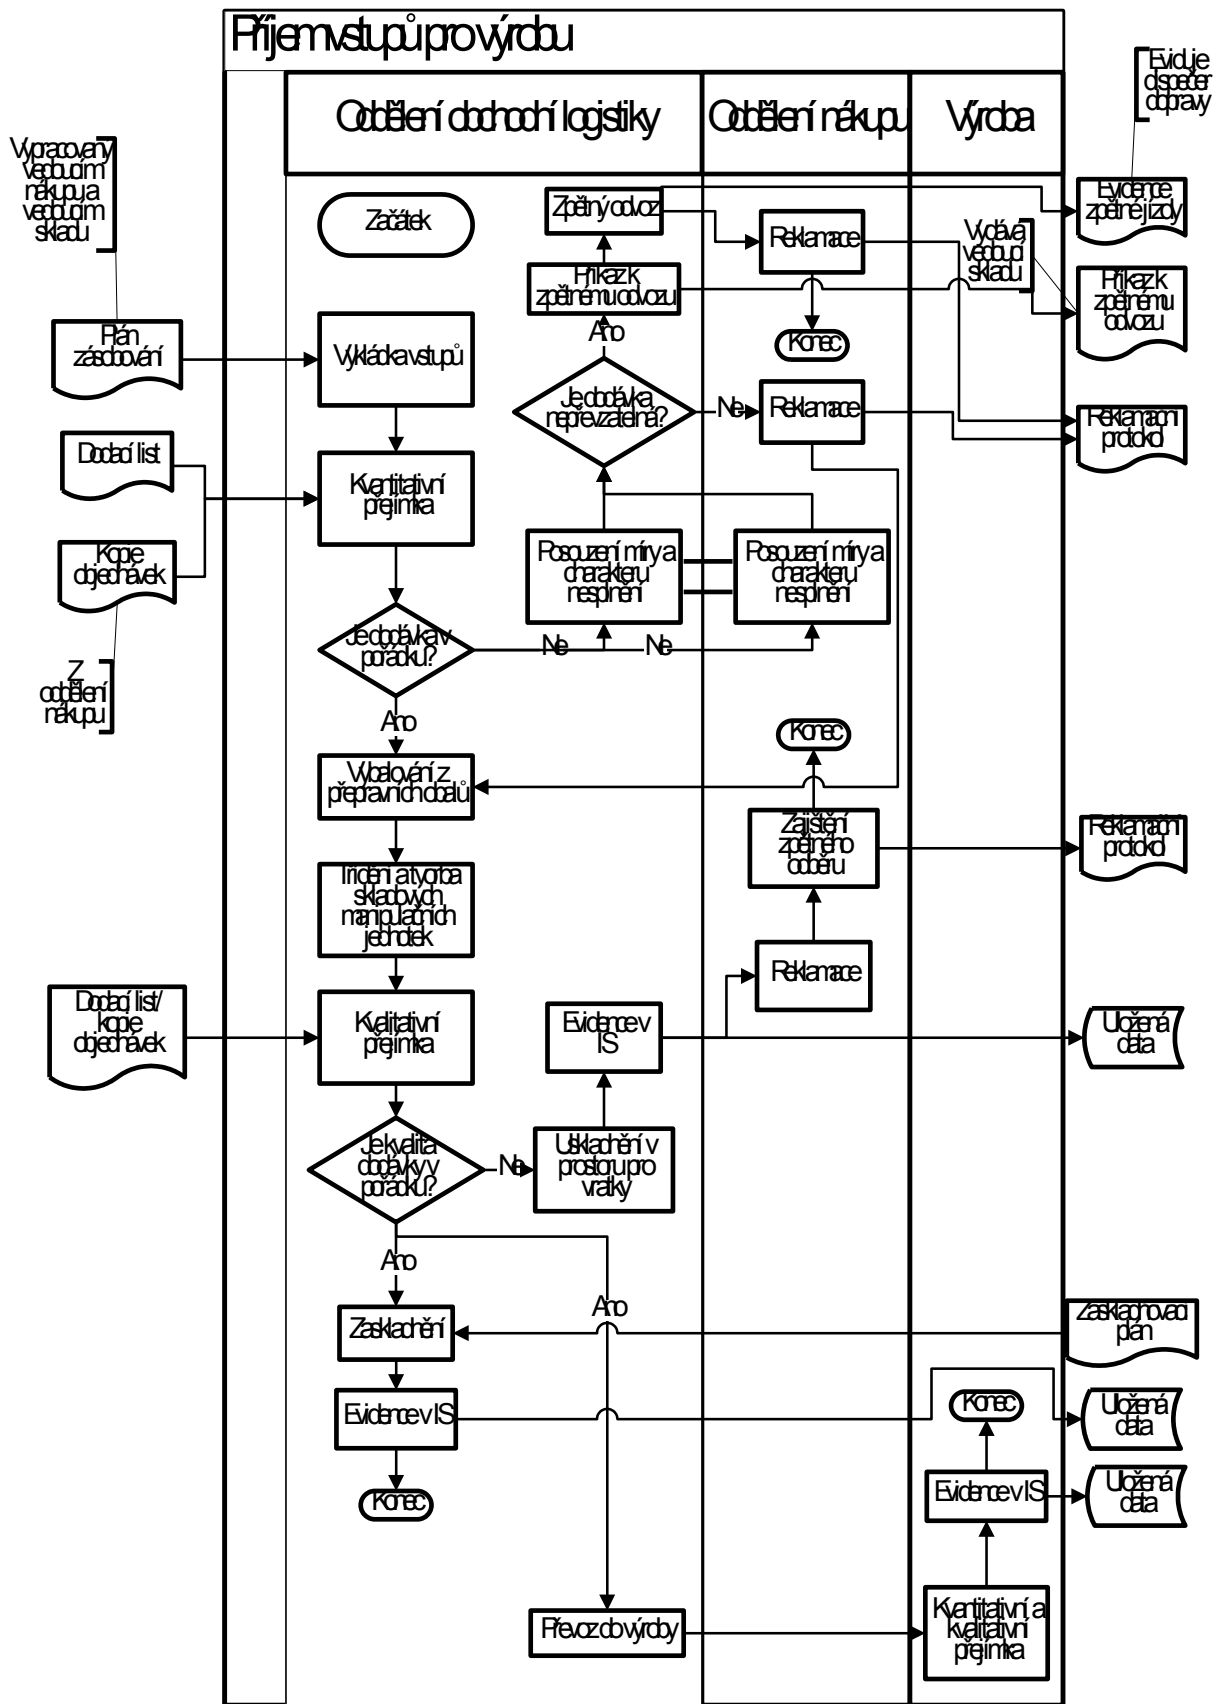 Příjem vstupů pro výrobu
Oddělení obchodní logistiky
Oddělení nákupu
Výroba
Eviduje
dispečer
dopravy
Vypracovaný
vedoucím
nákupu a
vedoucím
skladu
Začátek
Zpětný odvoz
Reklamace
Evidence
zpětné jízdy
Vydává
vedoucí
skladu
Příkaz k
zpětnému odvozu
Příkaz k
zpětnému
odvozu
Plán
zásobování
Vykládka vstupů
Ano
Konec
Je dodávka
nepřevzatelná?
Ne
Reklamace
Reklamační
protokol
Dodací list
Kvantitativní
přejímka
Kopie
objednávek
Posouzení míry a
charakteru
nesplnění
Posouzení míry a
charakteru
nesplnění
Je dodávka v
pořádku?
Ne
Ne
Z
oddělení
nákupu
Ano
Konec
Vybalování z
přepravních obalů
Zajištění
zpětného
odběru
Reklamační
protokol
Třídění a tvorba
skladových
manipulačních
jednotek
Reklamace
Dodací list/
kopie
objednávek
Kvalitativní
přejímka
Evidence v
IS
Uložená
data
Je kvalita
dodávky v
pořádku?
Ne
Uskladnění v
prostoru pro
vratky
Ano
Ano
Zaskladnění
Zaskladňovací
plán
Evidence v IS
Konec
Uložená
data
Konec
Evidence v IS
Uložená
data
Převoz do výroby
Kvantitativní a
kvalitativní
přejímka